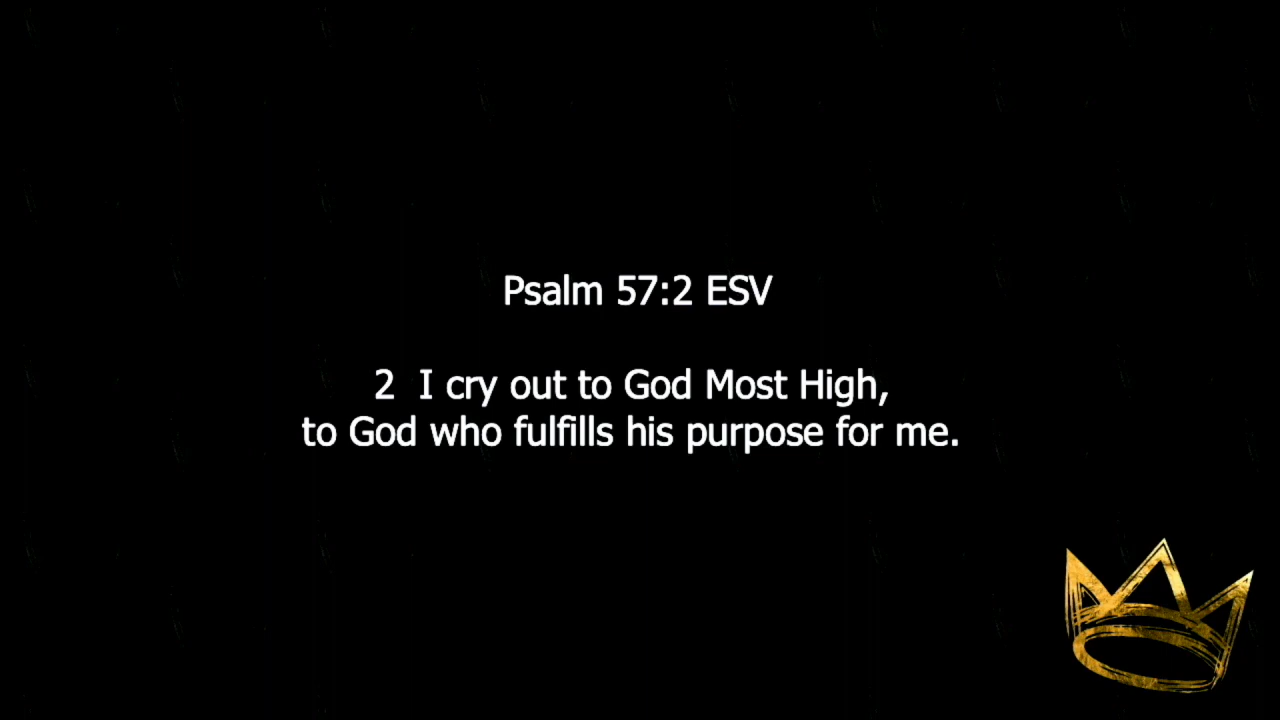 Psalm 57:2 ESV
2  I cry out to God Most High,
to God who fulfills his purpose for me.